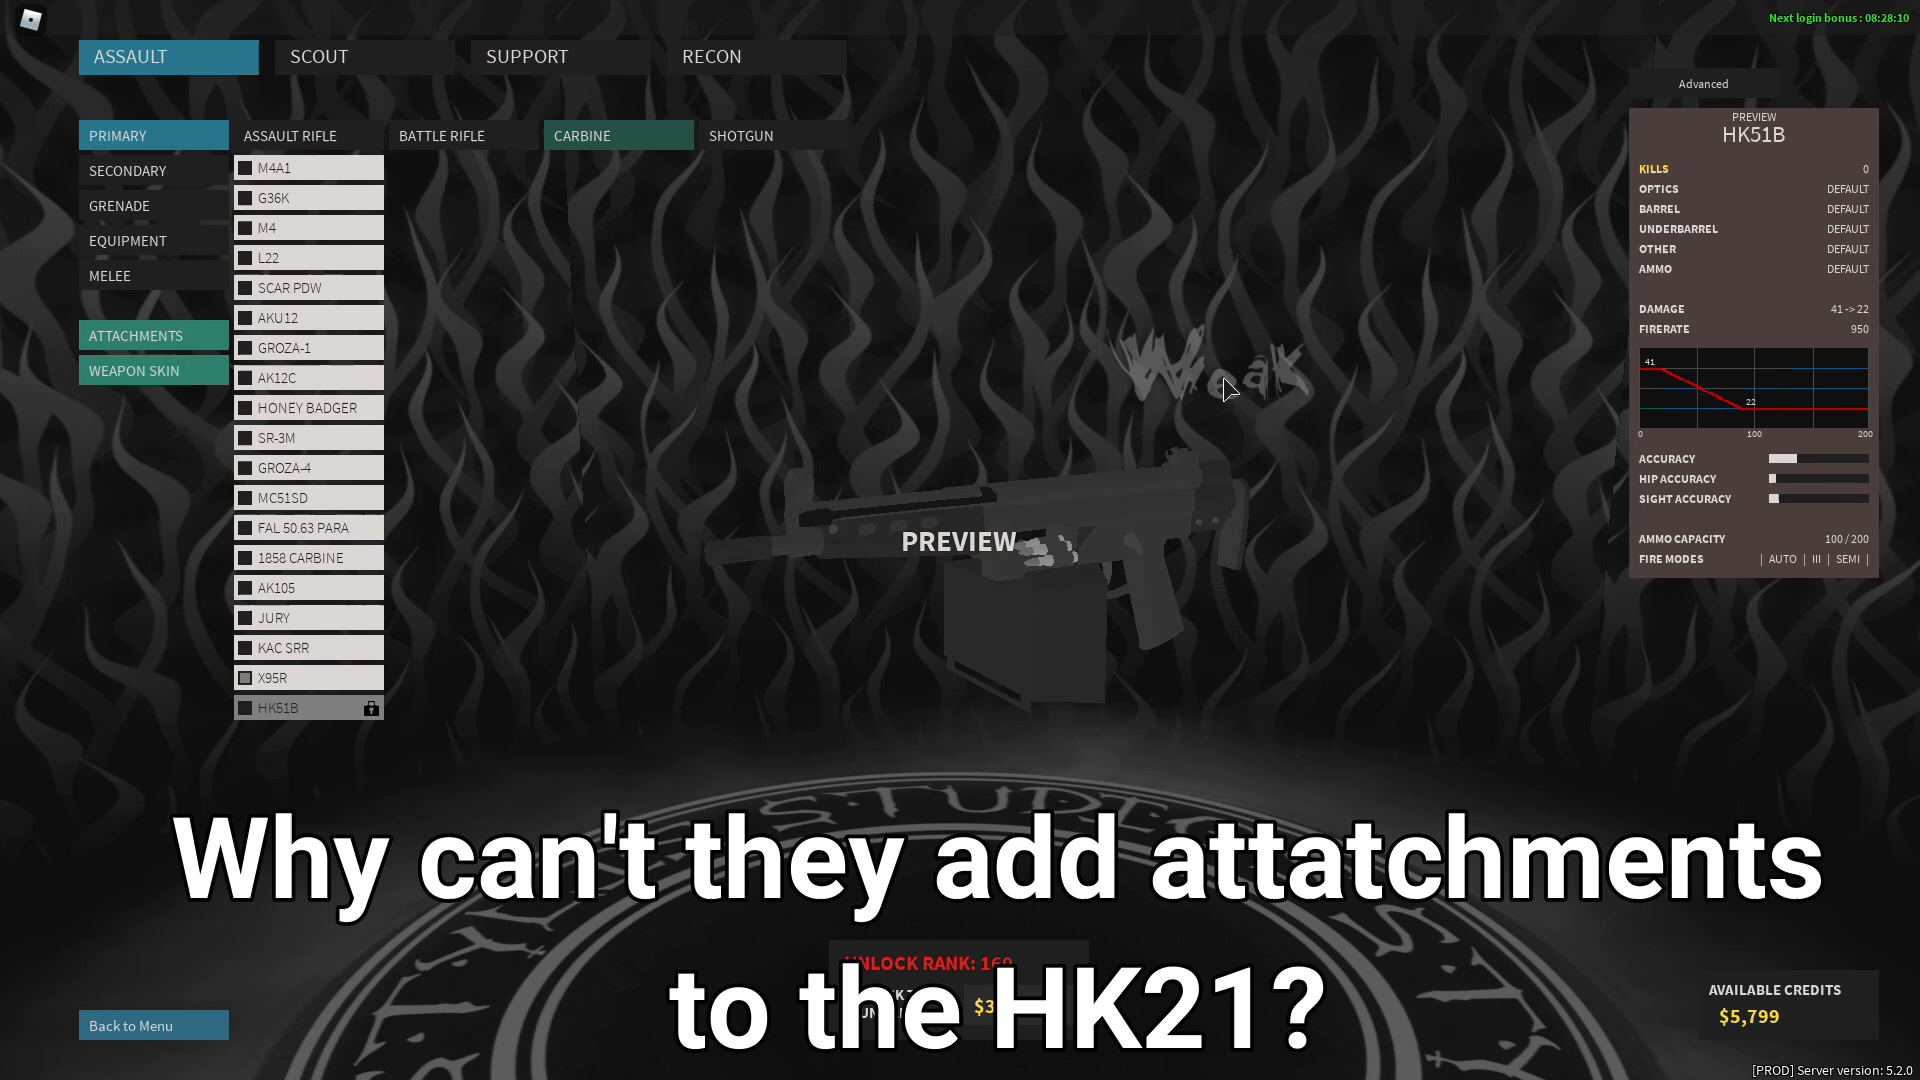 Next login bonus : 08:28:10
ASSAULT SCOUT SUPPORT RECON
Advanced
PRIMARY
SECONDARY
GRENADE
EQUIPMENT
MELEE
ATTACHMENTS
WEAPON SKIN
ASSAULT RIFLE BATTLE RIFLE CARBINE SHOTGUN
M4A1
G36K
M4
L22
SCAR PDW
AKU12
GROZA-1
AK12C
HONEY BADGER
SR-3M
GROZA-4
MC51SD
FAL 50.63 PARA
1858 CARBINE
AK105
JURY
KAC SRR
X95R
HK51B
Weak
PREVIEW
PREVIEW
HK51B
KILLS 0
OPTICS DEFAULT
BARREL DEFAULT
UNDERBARREL DEFAULT
OTHER DEFAULT
AMMO DEFAULT
DAMAGE 41 -> 22
FIRERATE 950
41
22
0 100 200
ACCURACY
HIP ACCURACY
SIGHT ACCURACY
AMMO CAPACITY 100 / 200
FIRE MODES | AUTO | III | SEMI |
Why can't they add attatchments
to the HK21?
UNLOCK RANK: 160
Back to Menu
AVAILABLE CREDITS
$5,799
[PROD] Server version: 5.2.0